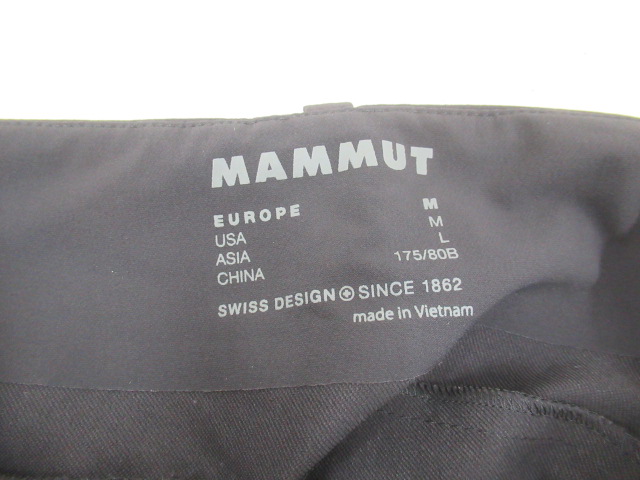 MAMMUT
EUROPE M
USA M
ASIA L
CHINA 175/80B
SWISS DESIGN SINCE 1862
made in Vietnam